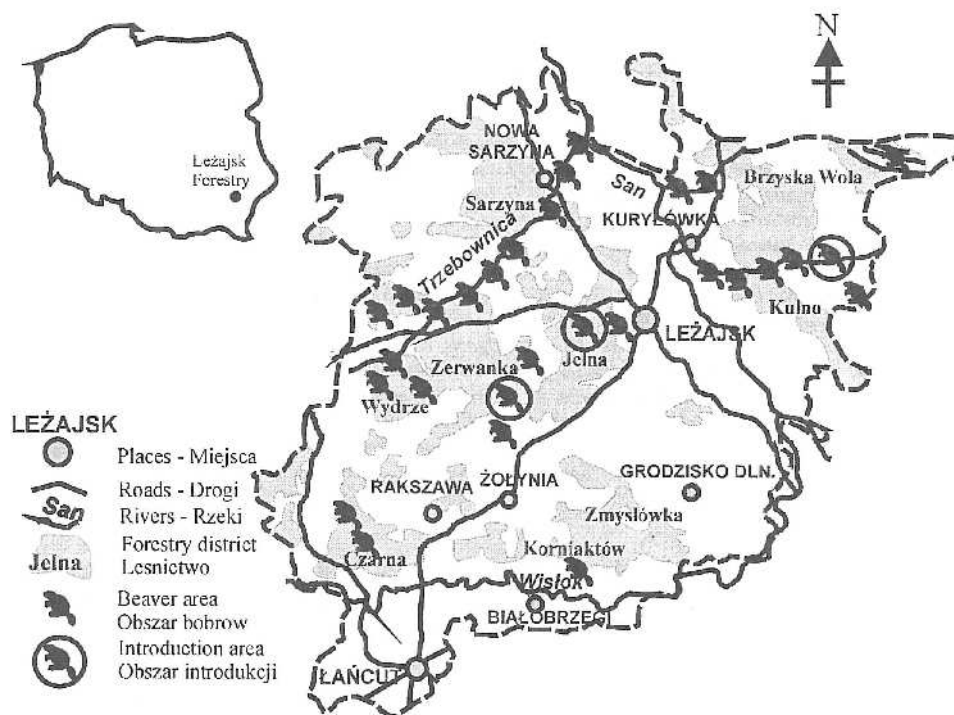 N
Leżajsk
Forestry
NOWA
SARZYNA
Sarzyna
San
KURYŁÓWKA
Brzyska Wola
Trzebownica
Kulno
LEŻAJSK
Jelna
Zerwanka
Wydrze
RAKSZAWA
ŻOŁYNIA
GRODZISKO DLN.
Zmysłówka
Czarna
Korniaktów
Wisłok
BIAŁOBRZEGI
ŁAŃCUT
LEŻAJSK
Places - Miejsca
Roads - Drogi
San
Rivers - Rzeki
Jelna
Forestry district
Lesnictwo
Beaver area
Obszar bobrow
Introduction area
Obszar introdukcji